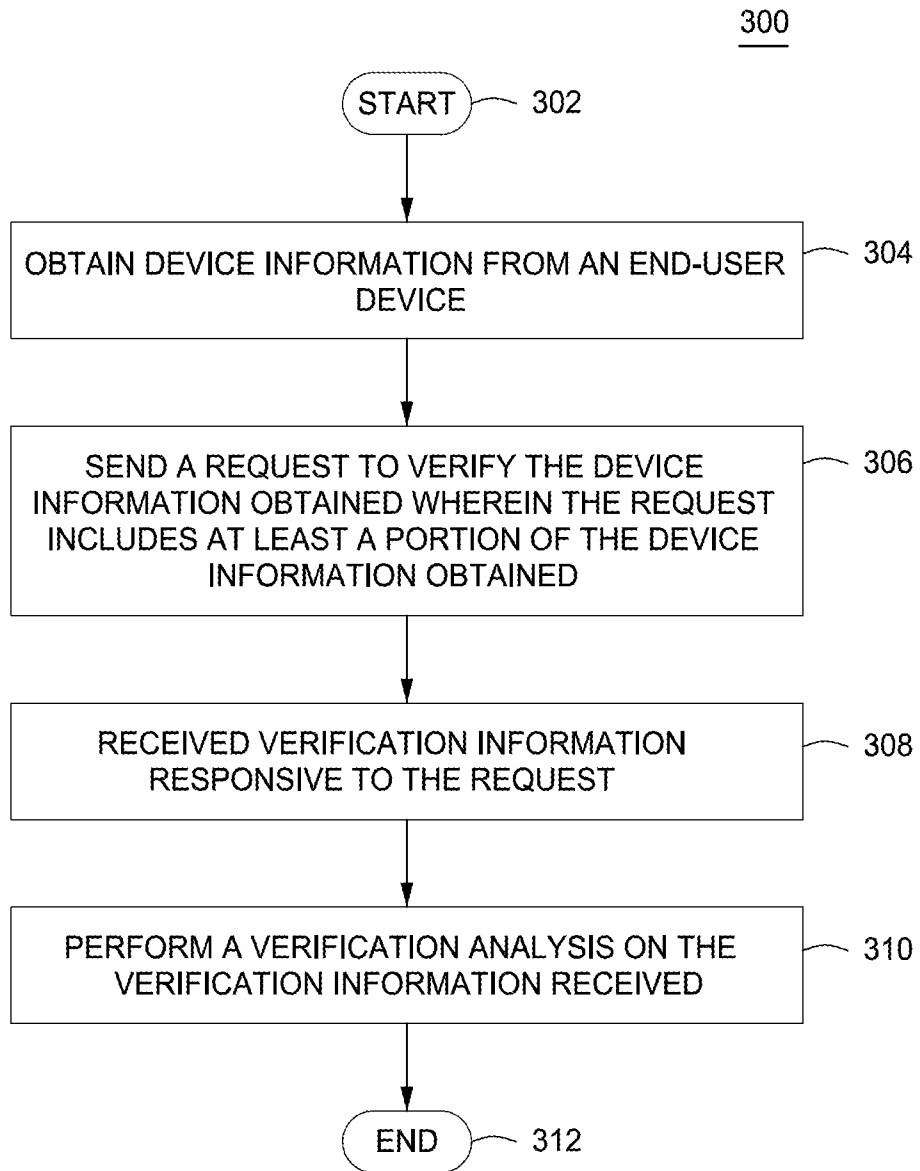 300
START
302
OBTAIN DEVICE INFORMATION FROM AN END-USER
DEVICE
304
SEND A REQUEST TO VERIFY THE DEVICE
INFORMATION OBTAINED WHEREIN THE REQUEST
INCLUDES AT LEAST A PORTION OF THE DEVICE
INFORMATION OBTAINED
306
RECEIVED VERIFICATION INFORMATION
RESPONSIVE TO THE REQUEST
308
PERFORM A VERIFICATION ANALYSIS ON THE
VERIFICATION INFORMATION RECEIVED
310
END
312